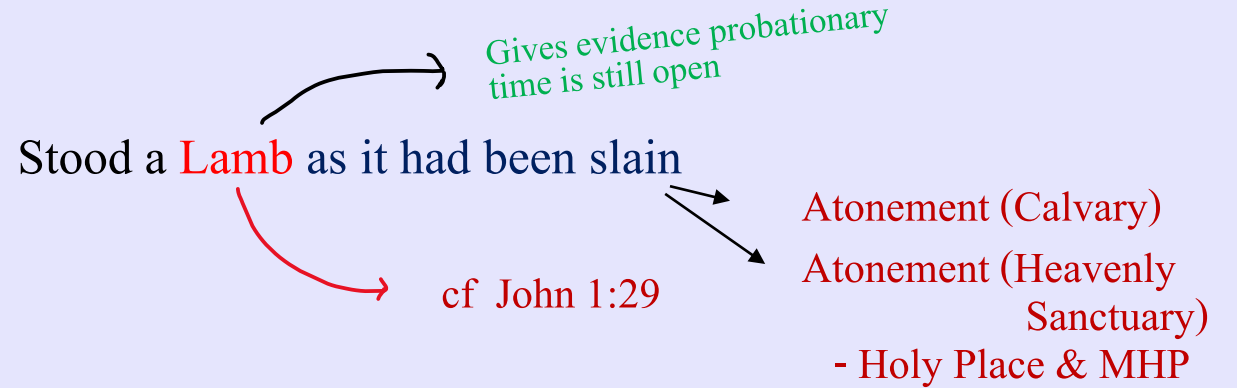 Gives evidence probationary
time is still open
Stood a Lamb as it had been slain
Atonement (Calvary)
Atonement (Heavenly
Sanctuary)
- Holy Place & MHP
cf John 1:29